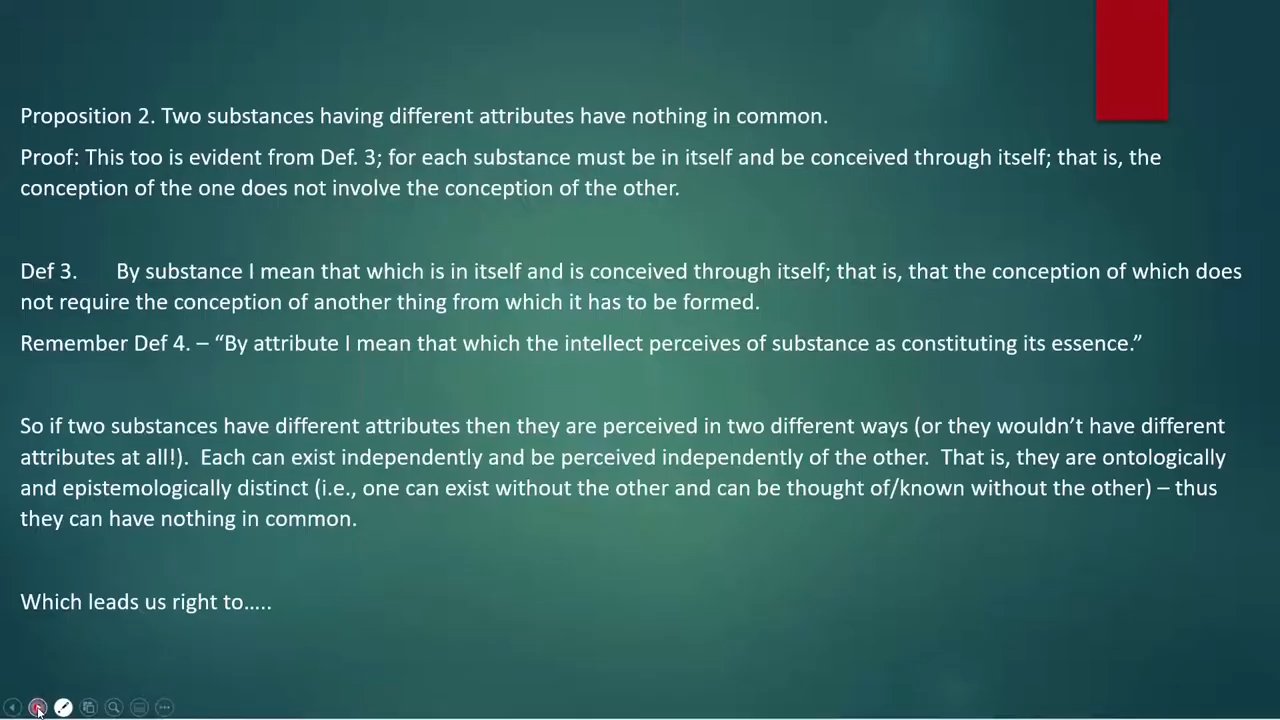 Proposition 2. Two substances having different attributes have nothing in common.
Proof: This too is evident from Def. 3; for each substance must be in itself and be conceived through itself; that is, the
conception of the one does not involve the conception of the other.
Def 3. By substance I mean that which is in itself and is conceived through itself; that is, that the conception of which does
not require the conception of another thing from which it has to be formed.
Remember Def 4. – “By attribute I mean that which the intellect perceives of substance as constituting its essence.”
So if two substances have different attributes then they are perceived in two different ways (or they wouldn’t have different
attributes at all!). Each can exist independently and be perceived independently of the other. That is, they are ontologically
and epistemologically distinct (i.e., one can exist without the other and can be thought of/known without the other) – thus
they can have nothing in common.
Which leads us right to…..